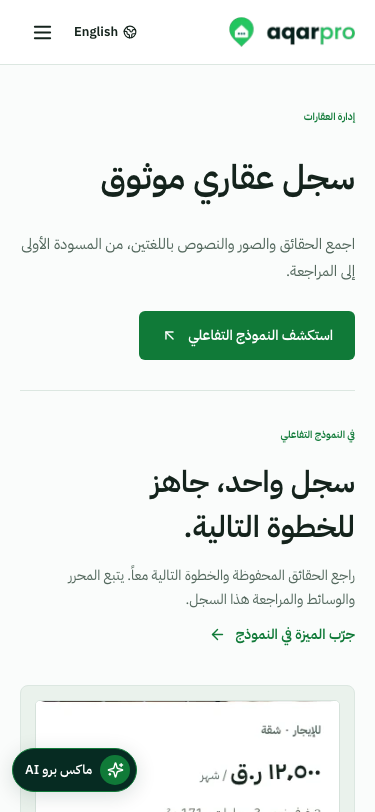 aqarpro
English
إدارة العقارات
سجل عقاري موثوق
اجمع الحقائق والصور والنصوص باللغتين، من المسودة الأولى
إلى المراجعة.
استكشف النموذج التفاعلي
في النموذج التفاعلي
سجل واحد، جاهز
للخطوة التالية.
راجع الحقائق المحفوظة والخطوة التالية معاً. يتبع المحرر
والوسائط والمراجعة هذا السجل.
جرّب الميزة في النموذج
للإيجار · شقة
١٢٬٥٠٠ ر.ق / شهر
ماكس برو AI